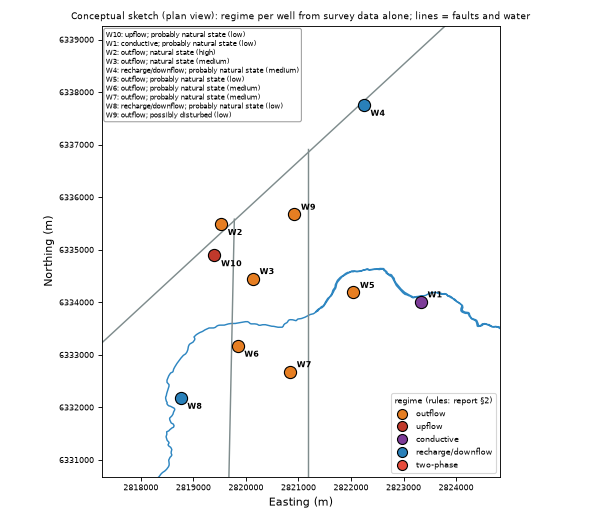 Conceptual sketch (plan view): regime per well from survey data alone; lines = faults and water
W10: upflow; probably natural state (low)
W1: conductive; probably natural state (low)
W2: outflow; natural state (high)
W3: outflow; natural state (medium)
W4: recharge/downflow; probably natural state (medium)
W5: outflow; probably natural state (low)
W6: outflow; probably natural state (medium)
W7: outflow; probably natural state (medium)
W8: recharge/downflow; probably natural state (low)
W9: outflow; possibly disturbed (low)
6339000
6338000
6337000
6336000
6335000
6334000
6333000
6332000
6331000
Northing (m)
W4
W9
W2
W10
W3
W5
W1
W6
W7
W8
regime (rules: report §2)
outflow
upflow
conductive
recharge/downflow
two-phase
2818000 2819000 2820000 2821000 2822000 2823000 2824000
Easting (m)